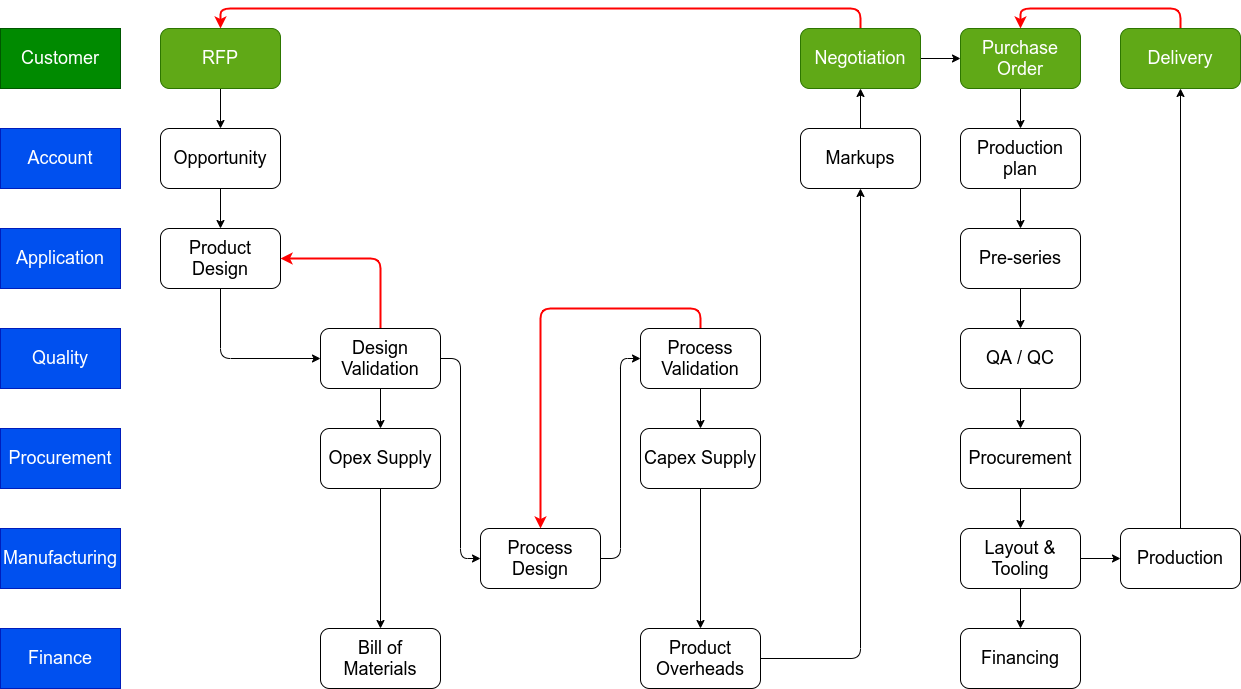 Customer
RFP
Negotiation
Purchase
Order
Delivery
Account
Opportunity
Markups
Production
plan
Application
Product
Design
Pre-series
Quality
Design
Validation
Process
Validation
QA / QC
Procurement
Opex Supply
Capex Supply
Procurement
Manufacturing
Process
Design
Layout &
Tooling
Production
Finance
Bill of
Materials
Product
Overheads
Financing